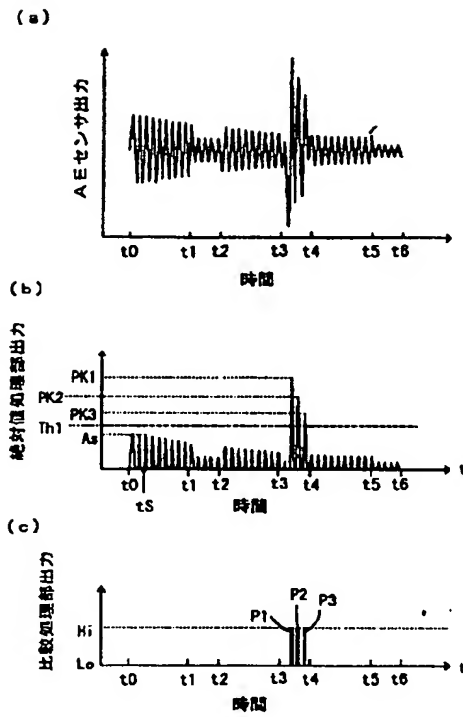 (a)
AEセンサ出力
t0 t1 t2 t3 t4 t5 t6
時間
(b)
絶対値処理部出力
PK1
PK2
PK3
Th1
As
t0 t1 t2 t3 t4 t5 t6 t
tS
時間
(c)
比較処理部出力
P1 P2 P3
Hi
Lo
t0 t1 t2 t3 t4 t5 t6 t
時間